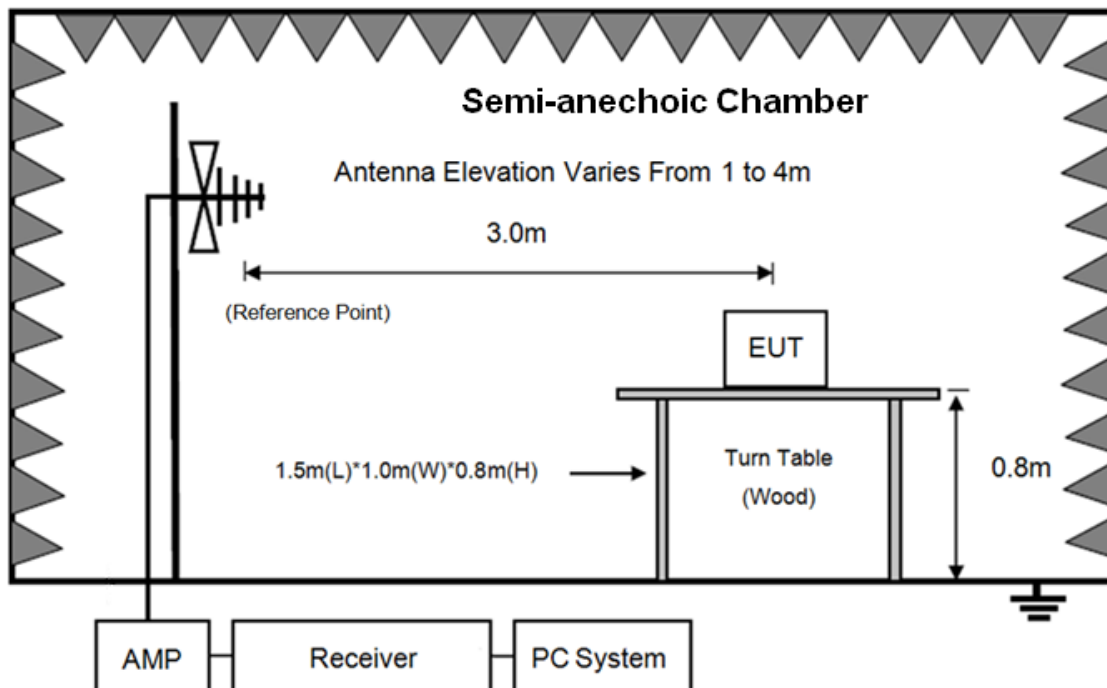 Semi-anechoic Chamber
Antenna Elevation Varies From 1 to 4m
3.0m
(Reference Point)
EUT
1.5m(L)*1.0m(W)*0.8m(H)
Turn Table
(Wood)
0.8m
AMP
Receiver
PC System